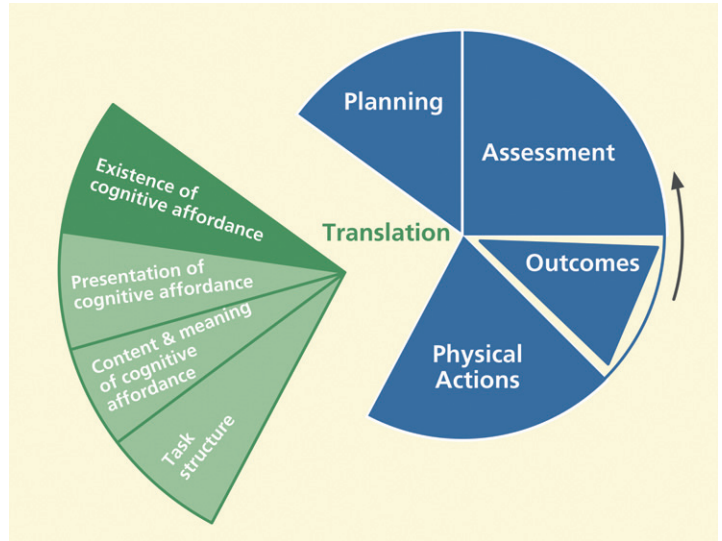 Planning
Assessment
Translation
Outcomes
Physical
Actions
Existence of
cognitive affordance
Presentation of
cognitive affordance
Content & meaning
of cognitive
affordance
Task
structure